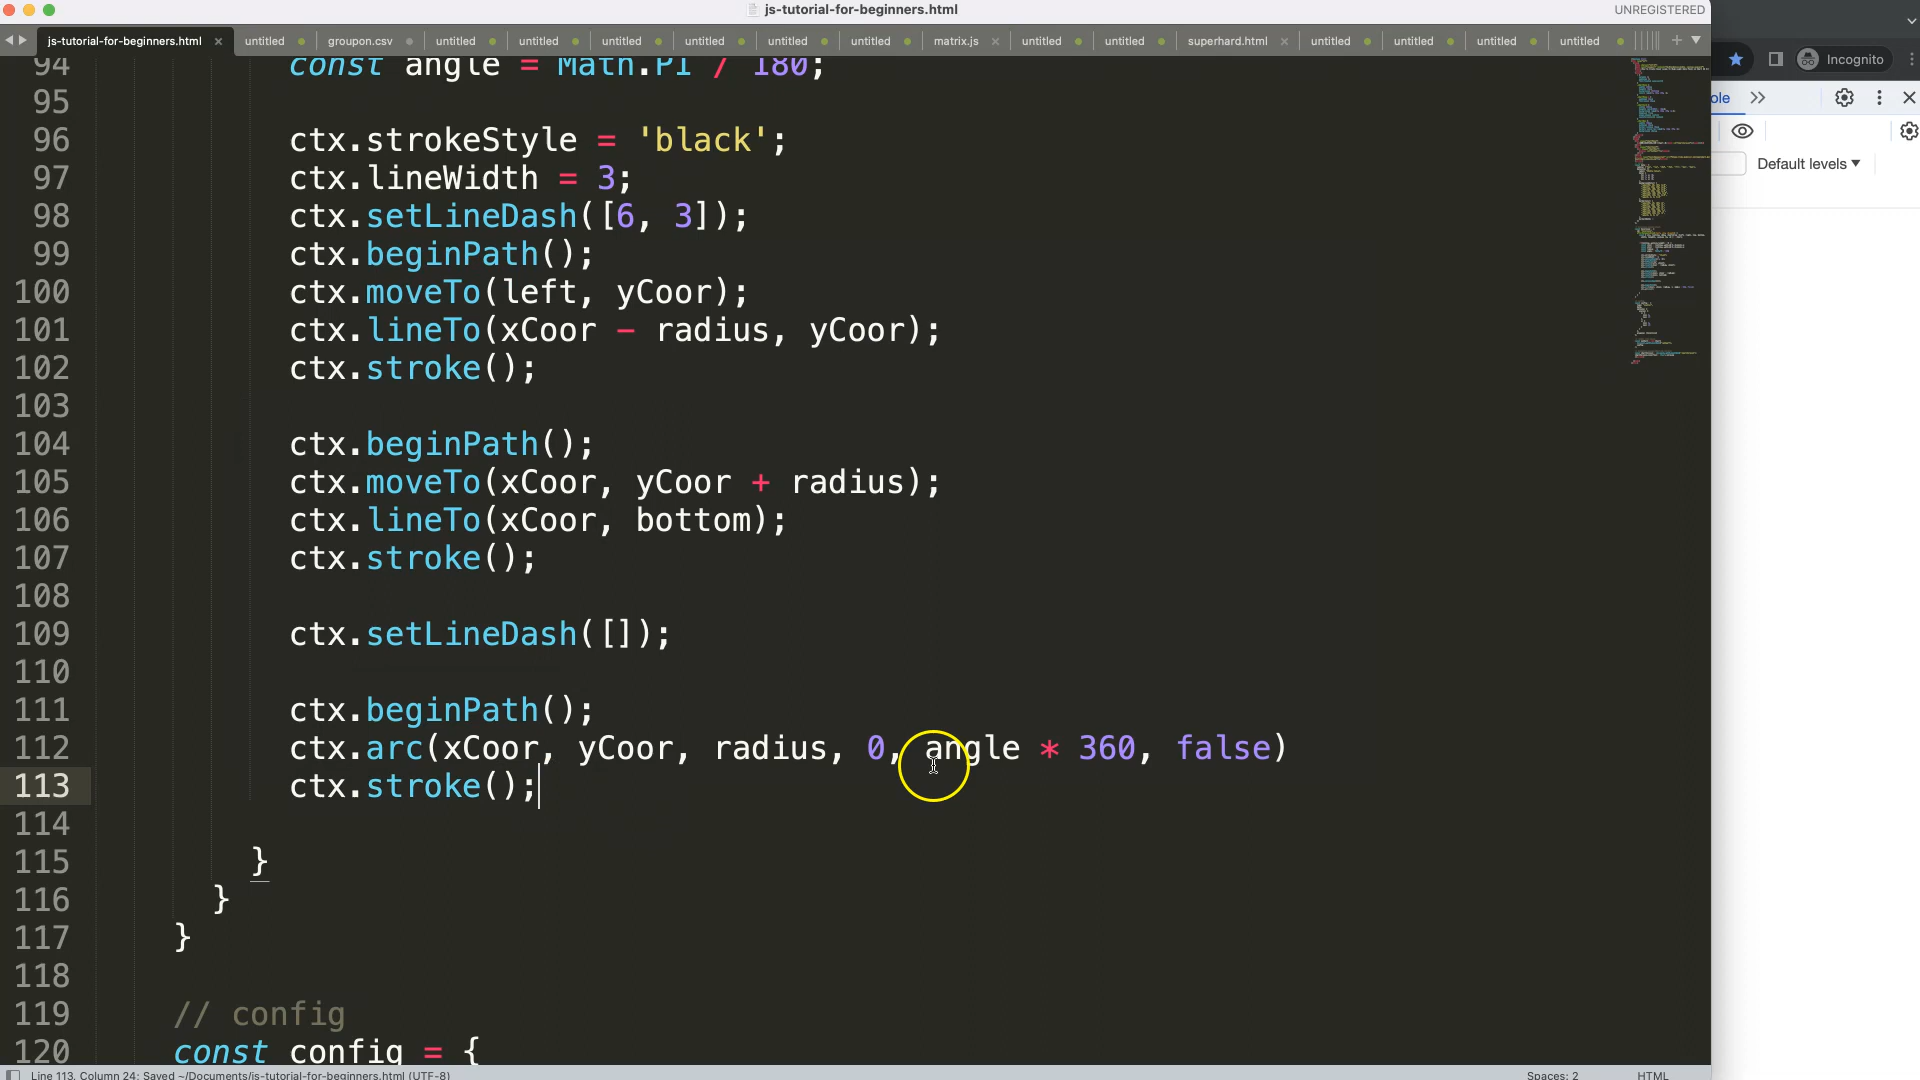 js-tutorial-for-beginners.html
UNREGISTERED
js-tutorial-for-beginners.html × untitled groupon.csv untitled untitled untitled untitled untitled untitled matrix.js × untitled untitled superhard.html × untitled untitled untitled untitled + ▼
Incognito
ole
Default levels ▼
94 const angle = Math.PI / 180;
95
96 ctx.strokeStyle = 'black';
97 ctx.lineWidth = 3;
98 ctx.setLineDash([6, 3]);
99 ctx.beginPath();
100 ctx.moveTo(left, yCoor);
101 ctx.lineTo(xCoor - radius, yCoor);
102 ctx.stroke();
103
104 ctx.beginPath();
105 ctx.moveTo(xCoor, yCoor + radius);
106 ctx.lineTo(xCoor, bottom);
107 ctx.stroke();
108
109 ctx.setLineDash([]);
110
111 ctx.beginPath();
112 ctx.arc(xCoor, yCoor, radius, 0, angle * 360, false)
113 ctx.stroke();
114
115 }
116 }
117 }
118
119 // config
120 const config = {
Line 113, Column 24; Saved ~/Documents/js-tutorial-for-beginners.html (UTF-8)
Spaces: 2
HTML